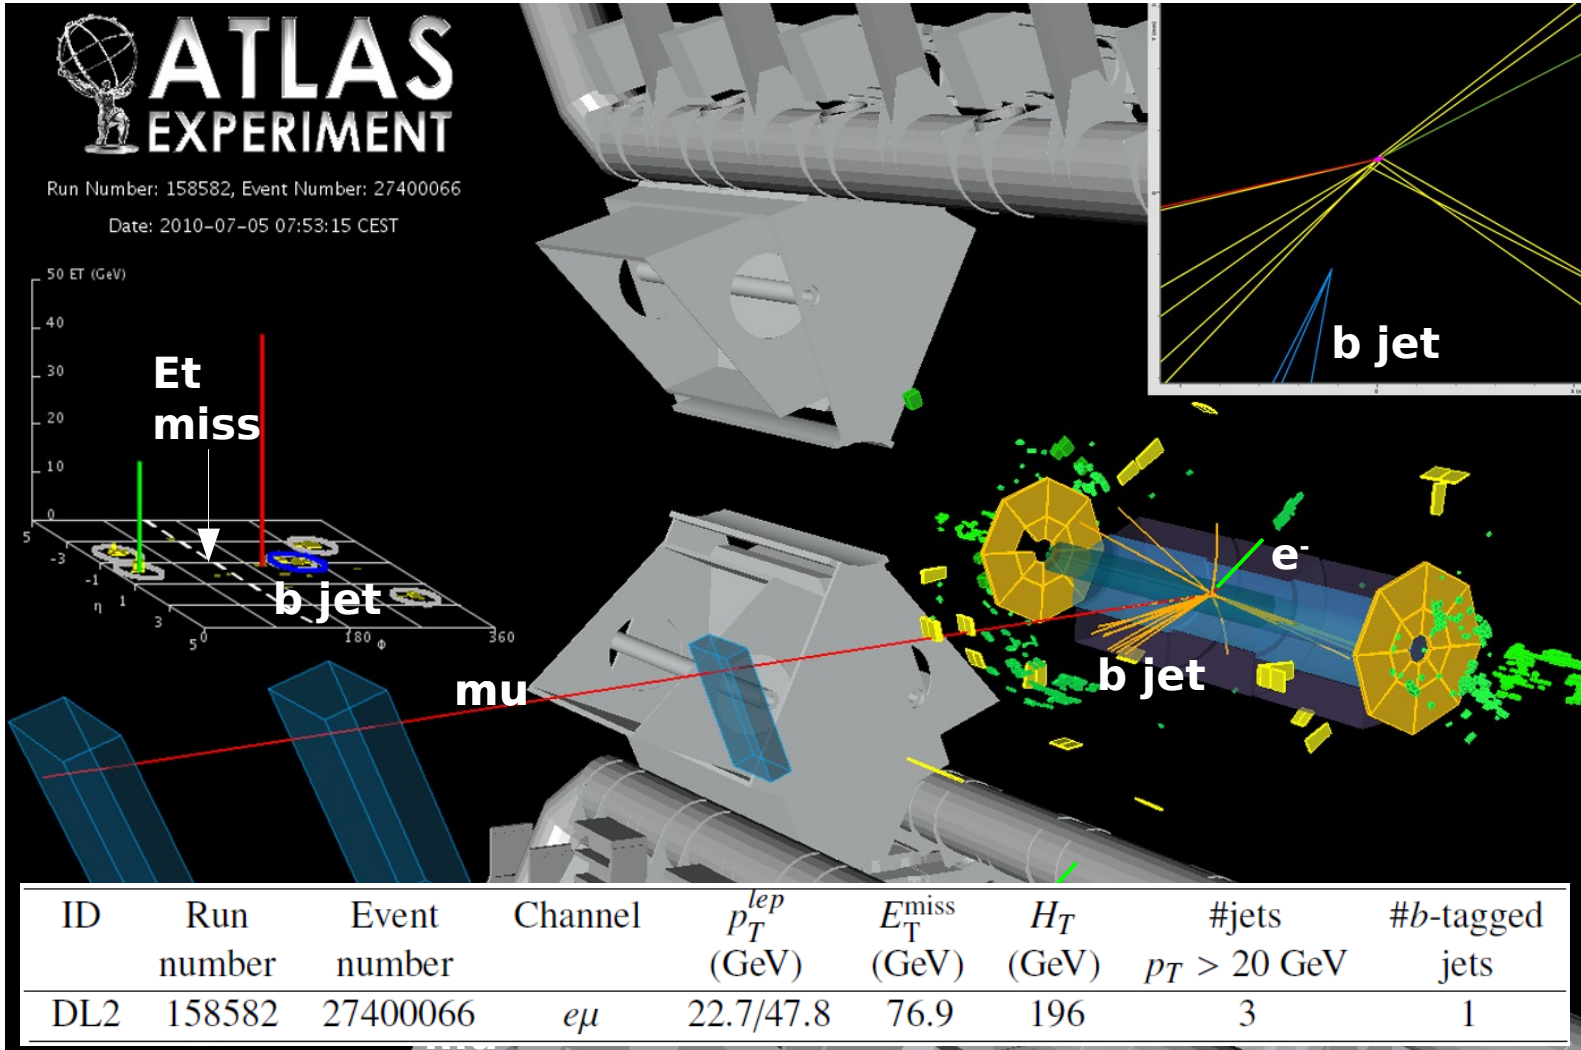 ATLAS
EXPERIMENT
Run Number: 158582, Event Number: 27400066
Date: 2010-07-05 07:53:15 CEST
50 ET (GeV)
40
30
20
10
0
Et
miss
5
-3
-1
η 1
3
5 0
180 Φ
360
b jet
b jet
e-
b jet
mu
ID Run Event Channel p_T^lep E_T^miss H_T #jets #b-tagged
number number (GeV) (GeV) (GeV) p_T > 20 GeV jets
DL2 158582 27400066 eμ 22.7/47.8 76.9 196 3 1